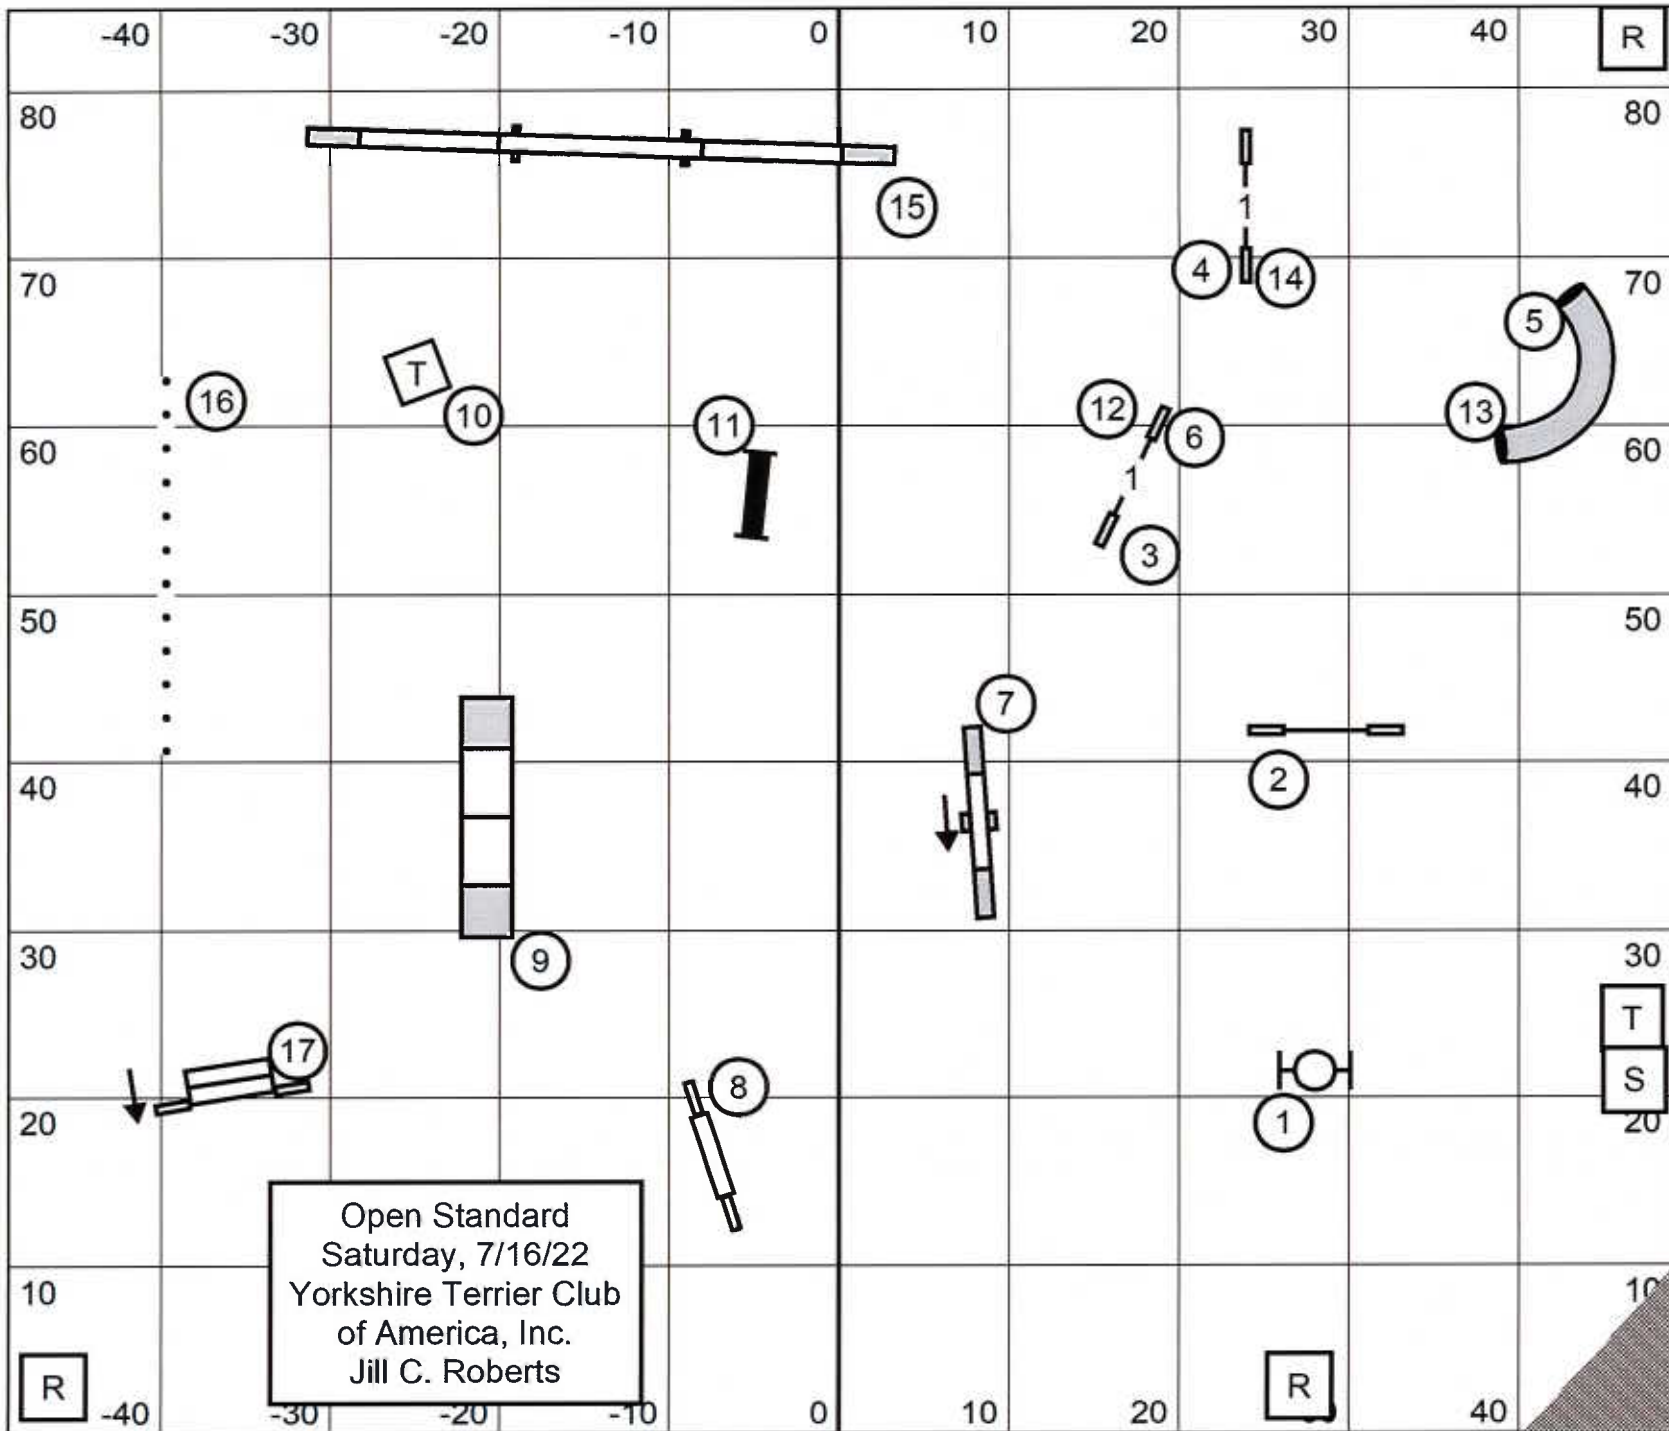 -40 -30 -20 -10 0 10 20 30 40 R
80 80
15
1
70 4 14 70
5
T
16 10 11 12 6 13
60 60
1
3
50 50
7
2
40 40
9
30 30
T
17
S
8
1
20 20
Open Standard
Saturday, 7/16/22
Yorkshire Terrier Club
of America, Inc.
Jill C. Roberts
10 10
R R
-40 -30 -20 -10 0 10 20 40